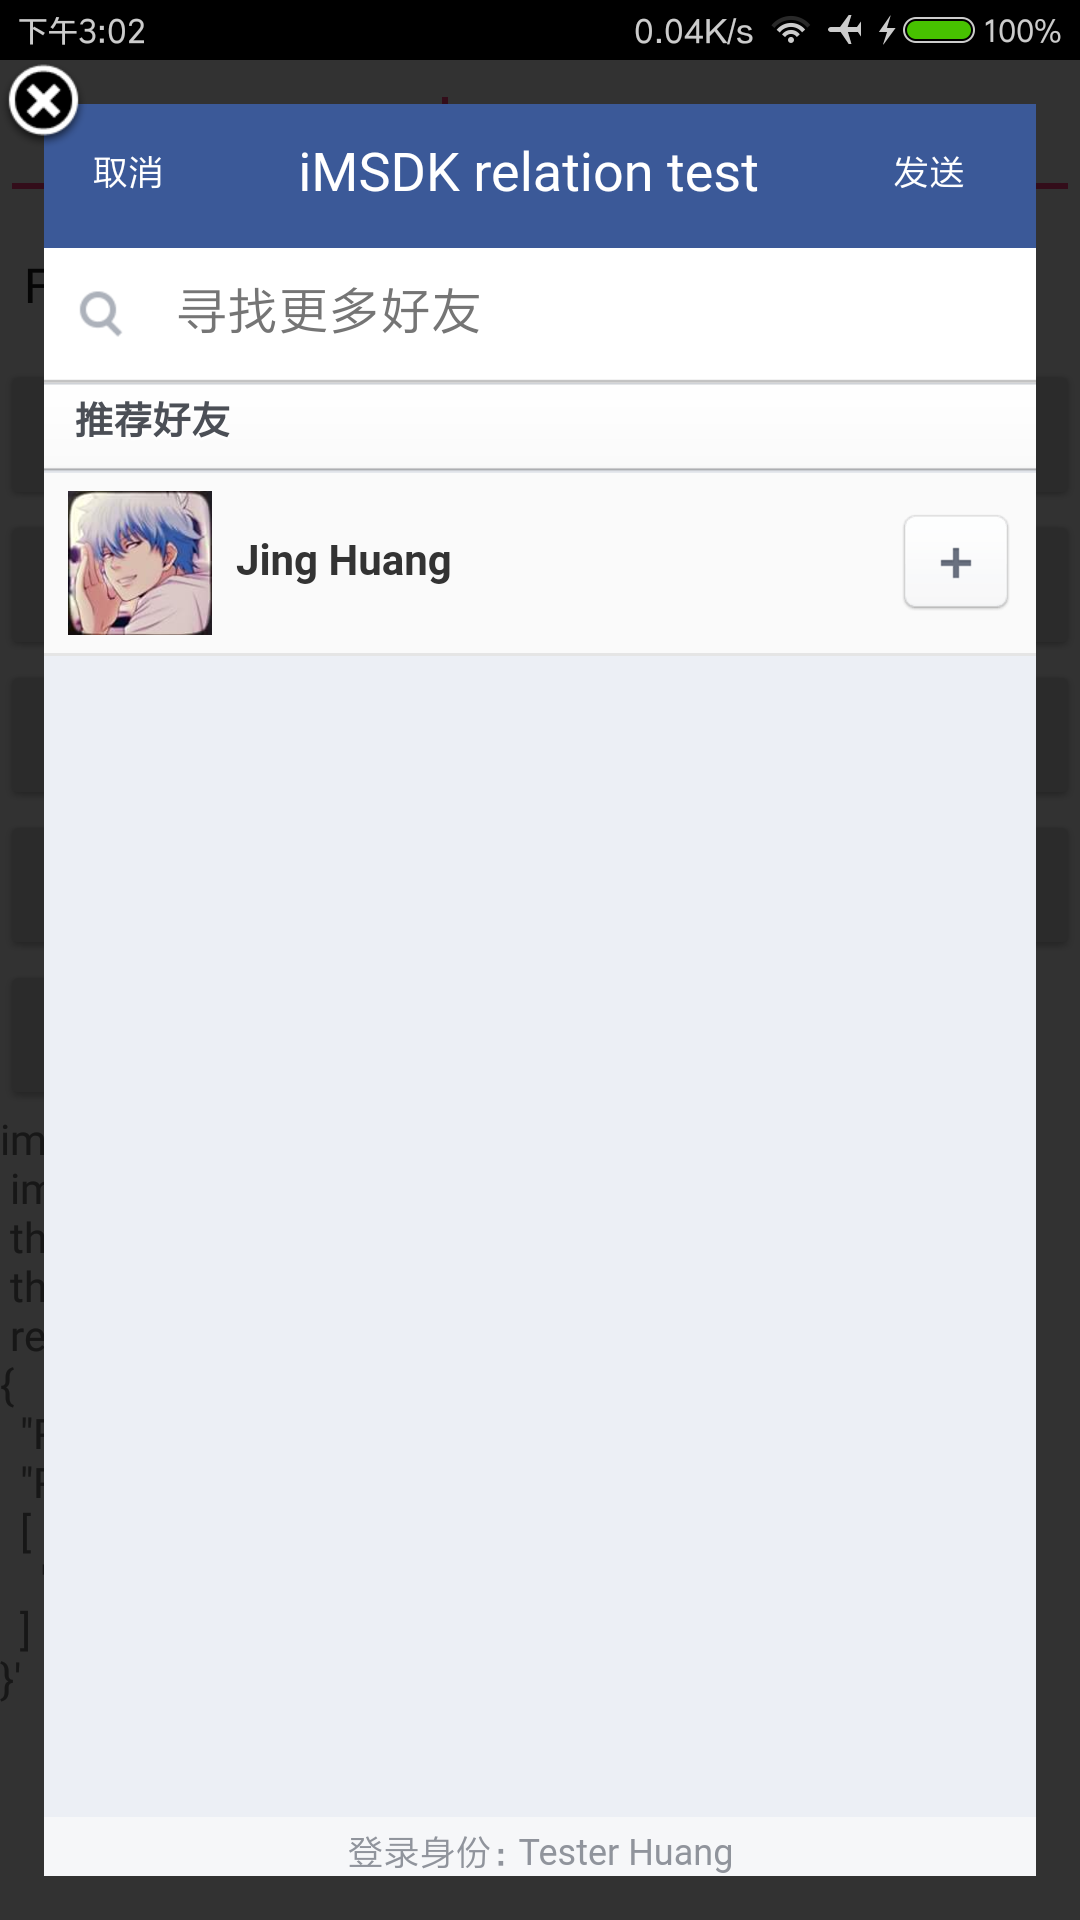 下午3:02 0.04K/s 100%
取消 iMSDK relation test 发送
F
寻找更多好友
推荐好友
Jing Huang
+
im
im
th
th
re
{
"F
"F
[
]
}'
登录身份：Tester Huang